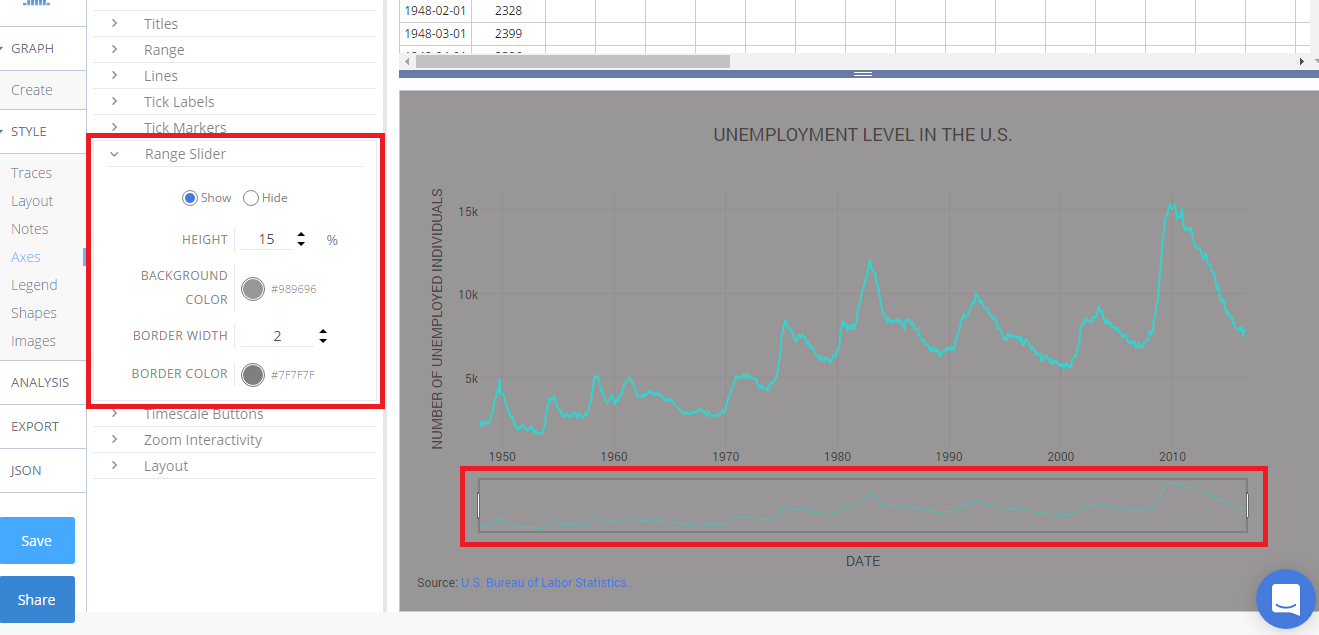 GRAPH
Create
STYLE
Traces
Layout
Notes
Axes
Legend
Shapes
Images
ANALYSIS
EXPORT
JSON
Save
Share
Titles
Range
Lines
Tick Labels
Tick Markers
Range Slider
Show Hide
HEIGHT 15 %
BACKGROUND
COLOR #989696
BORDER WIDTH 2
BORDER COLOR #7F7F7F
Timescale Buttons
Zoom Interactivity
Layout
1948-02-01 2328
1948-03-01 2399
UNEMPLOYMENT LEVEL IN THE U.S.
NUMBER OF UNEMPLOYED INDIVIDUALS
15k
10k
5k
1950 1960 1970 1980 1990 2000 2010
DATE
Source: U.S. Bureau of Labor Statistics.